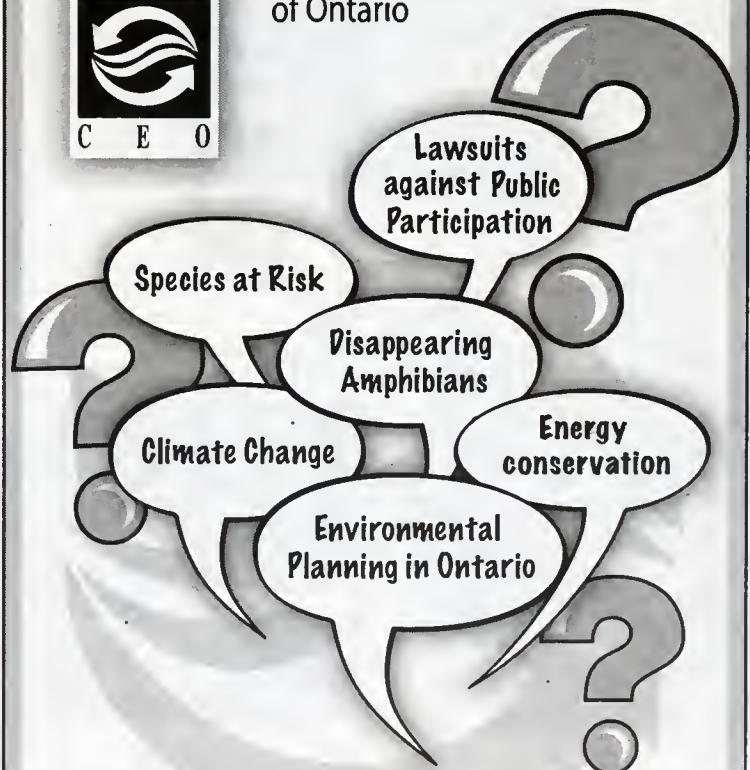 of Ontario
C E O
Lawsuits
against Public
Participation
Species at Risk
Disappearing
Amphibians
Climate Change
Energy
conservation
Environmental
Planning in Ontario